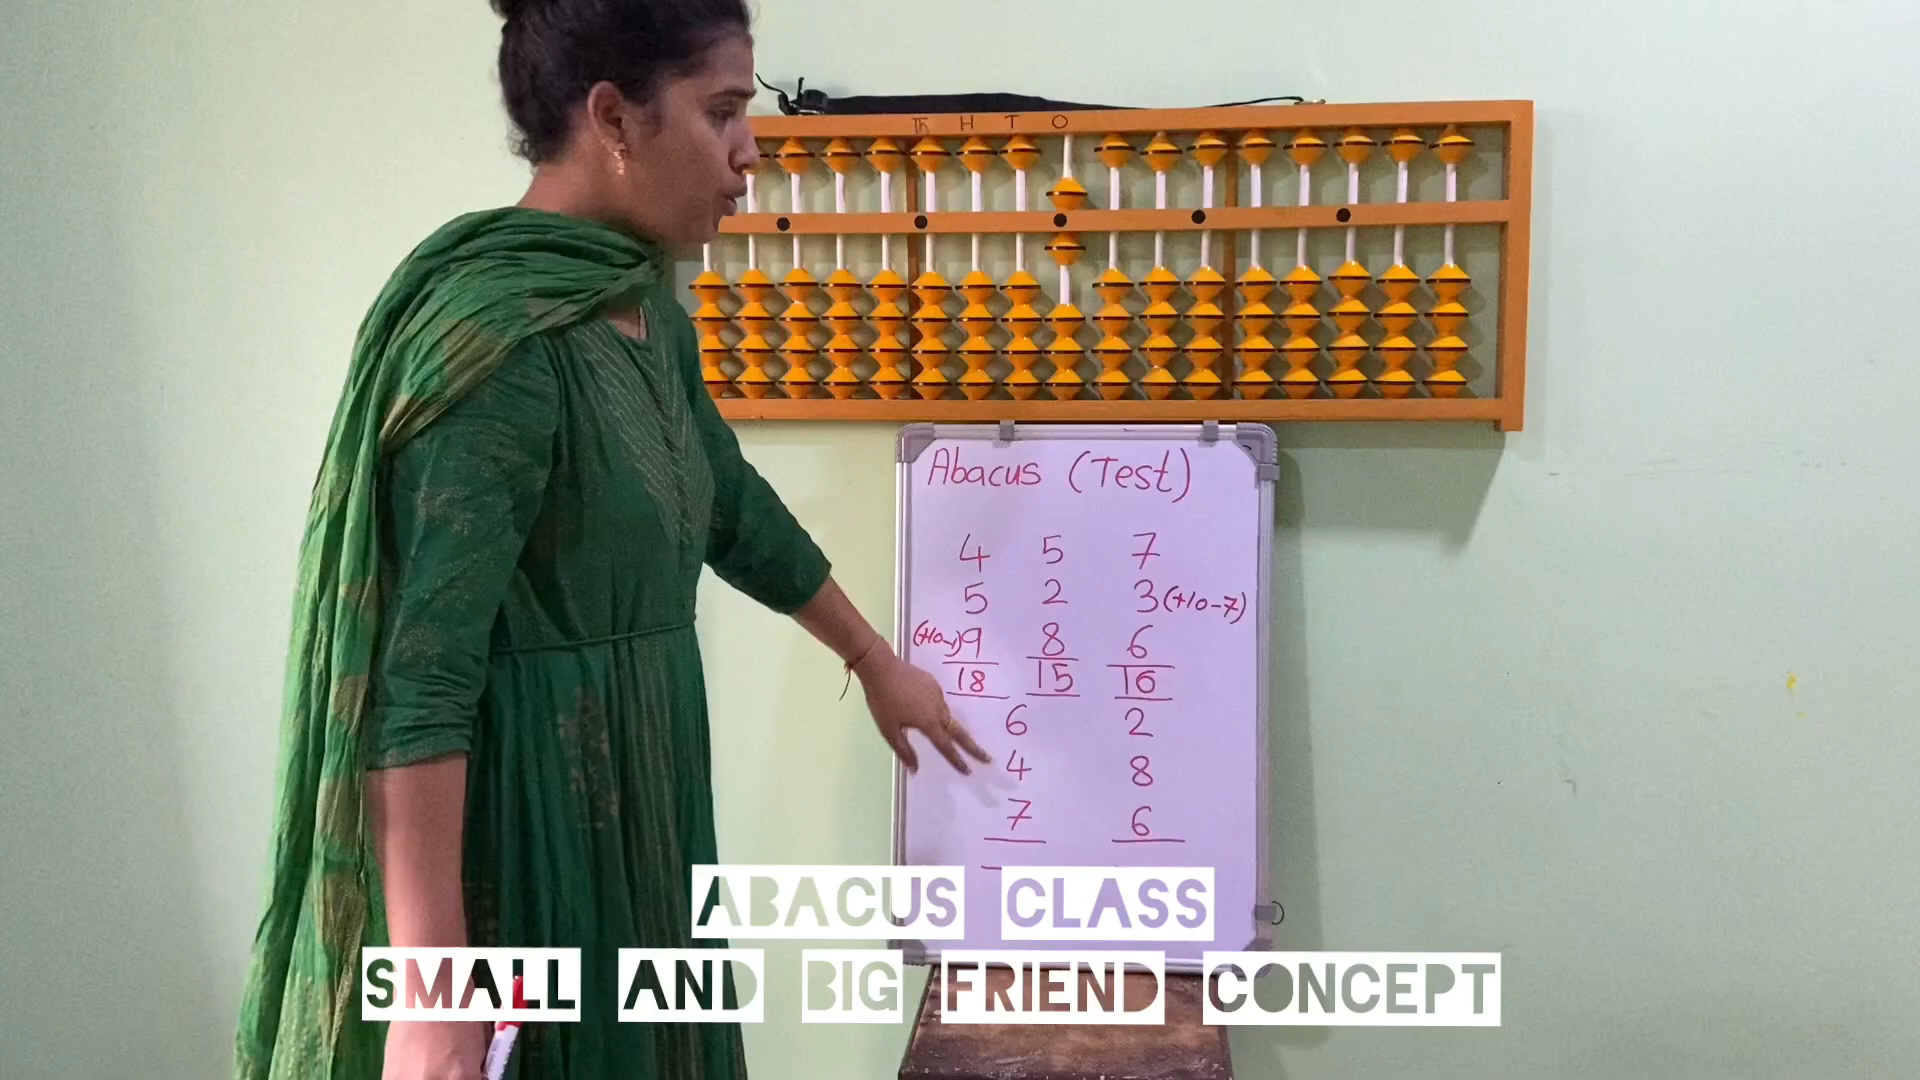 Th H T O
Abacus (Test)
4 5 7
5 2 3(+10-7)
(+10-1)9 8 6
18 15 16
6 2
4 8
7 6
ABACUS CLASS
SMALL AND BIG FRIEND CONCEPT